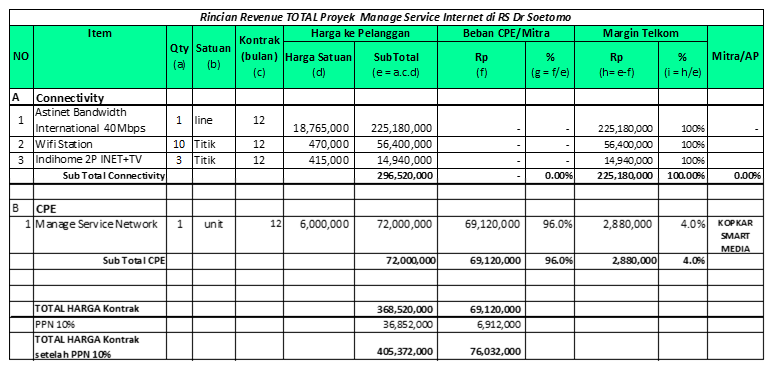 Rincian Revenue TOTAL Proyek Manage Service Internet di RS Dr Soetomo
NO Item Qty (a) Satuan (b) Kontrak (bulan) (c) Harga ke Pelanggan Beban CPE/Mitra Margin Telkom Mitra/AP
Harga Satuan (d) SubTotal (e = a.c.d) Rp (f) % (g = f/e) Rp (h= e-f) % (i = h/e)
A Connectivity
1 Astinet Bandwidth International 40Mbps 1 line 12 18,765,000 225,180,000 - - 225,180,000 100% -
2 Wifi Station 10 Titik 12 470,000 56,400,000 - - 56,400,000 100%
3 Indihome 2P INET+TV 3 Titik 12 415,000 14,940,000 - - 14,940,000 100%
Sub Total Connectivity 296,520,000 - 0.00% 225,180,000 100.00% 0.00%
B CPE
1 Manage Service Network 1 unit 12 6,000,000 72,000,000 69,120,000 96.0% 2,880,000 4.0% KOPKAR SMART MEDIA
Sub Total CPE 72,000,000 69,120,000 96.0% 2,880,000 4.0%
TOTAL HARGA Kontrak 368,520,000 69,120,000
PPN 10% 36,852,000 6,912,000
TOTAL HARGA Kontrak setelah PPN 10% 405,372,000 76,032,000